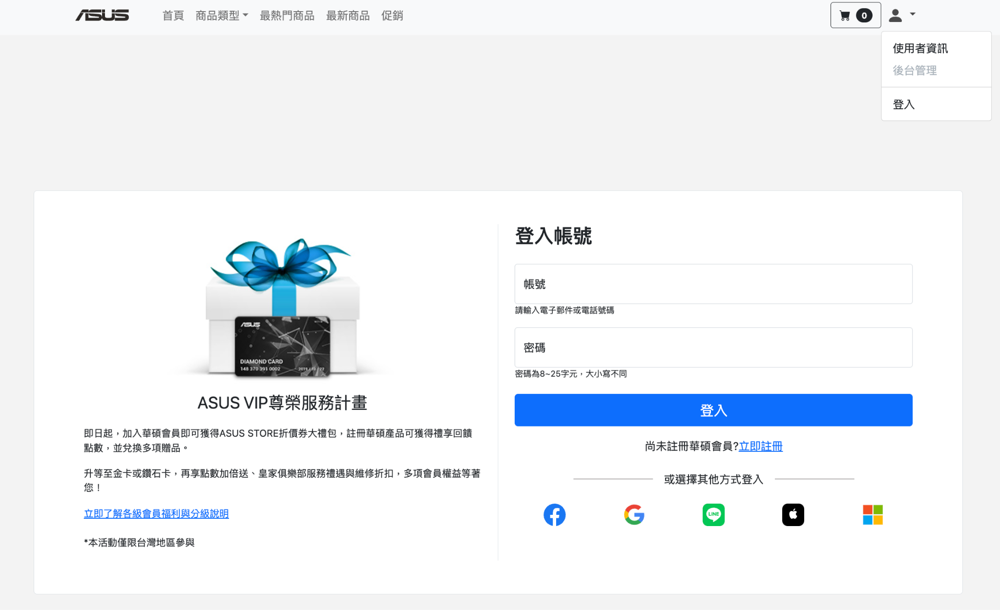 ASUS
首頁
商品類型
最熱門商品
最新商品
促銷
0
使用者資訊
後台管理
登入
ASUS
DIAMOND CARD
148 370 391 0002
2019 / 10 / 22
ASUS VIP尊榮服務計畫
即日起，加入華碩會員即可獲得ASUS STORE折價券大禮包，註冊華碩產品可獲得禮享回饋
點數，並兌換多項贈品。
升等至金卡或鑽石卡，再享點數加倍送、皇家俱樂部服務禮遇與維修折扣，多項會員權益等著
您！
立即了解各級會員福利與分級說明
*本活動僅限台灣地區參與
登入帳號
帳號
請輸入電子郵件或電話號碼
密碼
密碼為8~25字元，大小寫不同
登入
尚未註冊華碩會員?立即註冊
或選擇其他方式登入
LINE